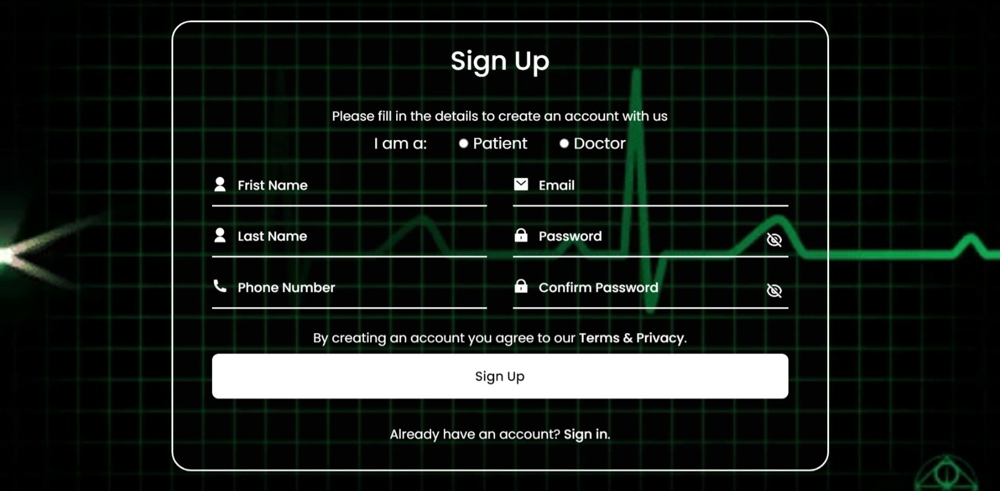 Sign Up
Please fill in the details to create an account with us
I am a: Patient Doctor
Frist Name
Email
Last Name
Password
Phone Number
Confirm Password
By creating an account you agree to our Terms & Privacy.
Sign Up
Already have an account? Sign in.